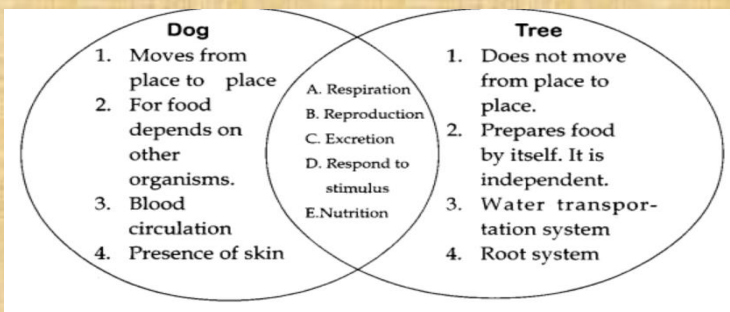 Dog
1. Moves from
place to place
2. For food
depends on
other
organisms.
3. Blood
circulation
4. Presence of skin
A. Respiration
B. Reproduction
C. Excretion
D. Respond to
stimulus
E.Nutrition
Tree
1. Does not move
from place to
place.
2. Prepares food
by itself. It is
independent.
3. Water transpor-
tation system
4. Root system